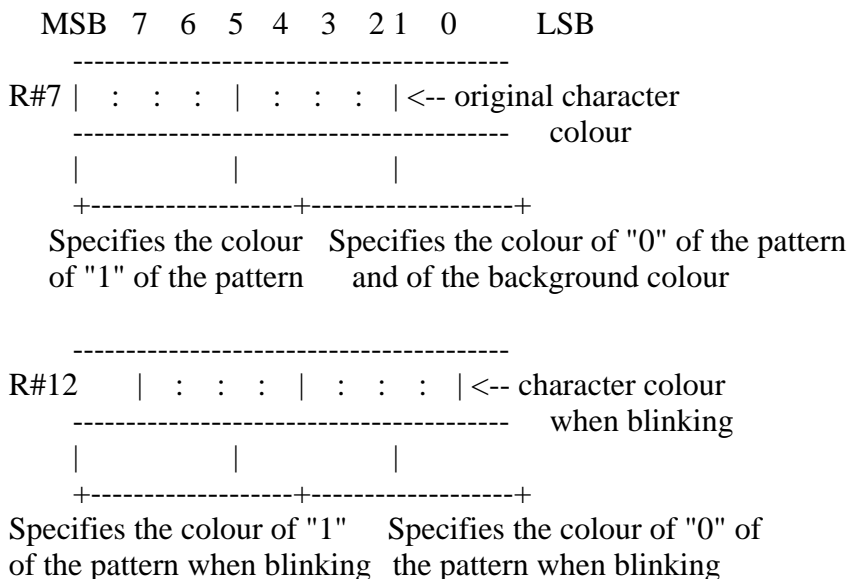 MSB 7 6 5 4 3 2 1 0 LSB
-----------------------------------------
R#7 | : : : | : : : | <-- original character
----------------------------------------- colour
| | |
+-------------------+-------------------+
Specifies the colour Specifies the colour of "0" of the pattern
of "1" of the pattern and of the background colour
-----------------------------------------
R#12 | : : : | : : : | <-- character colour
----------------------------------------- when blinking
| | |
+-------------------+-------------------+
Specifies the colour of "1" Specifies the colour of "0" of
of the pattern when blinking the pattern when blinking